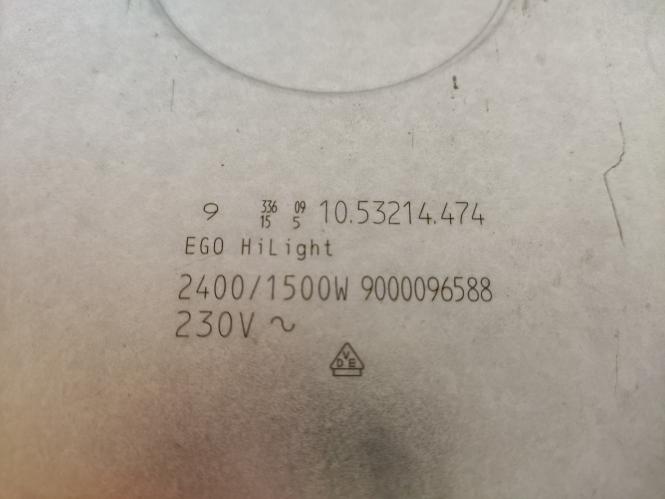 9 336 09 10.53214.474
15 5
EGO HiLight
2400/1500W 9000096588
230V ~
VDE